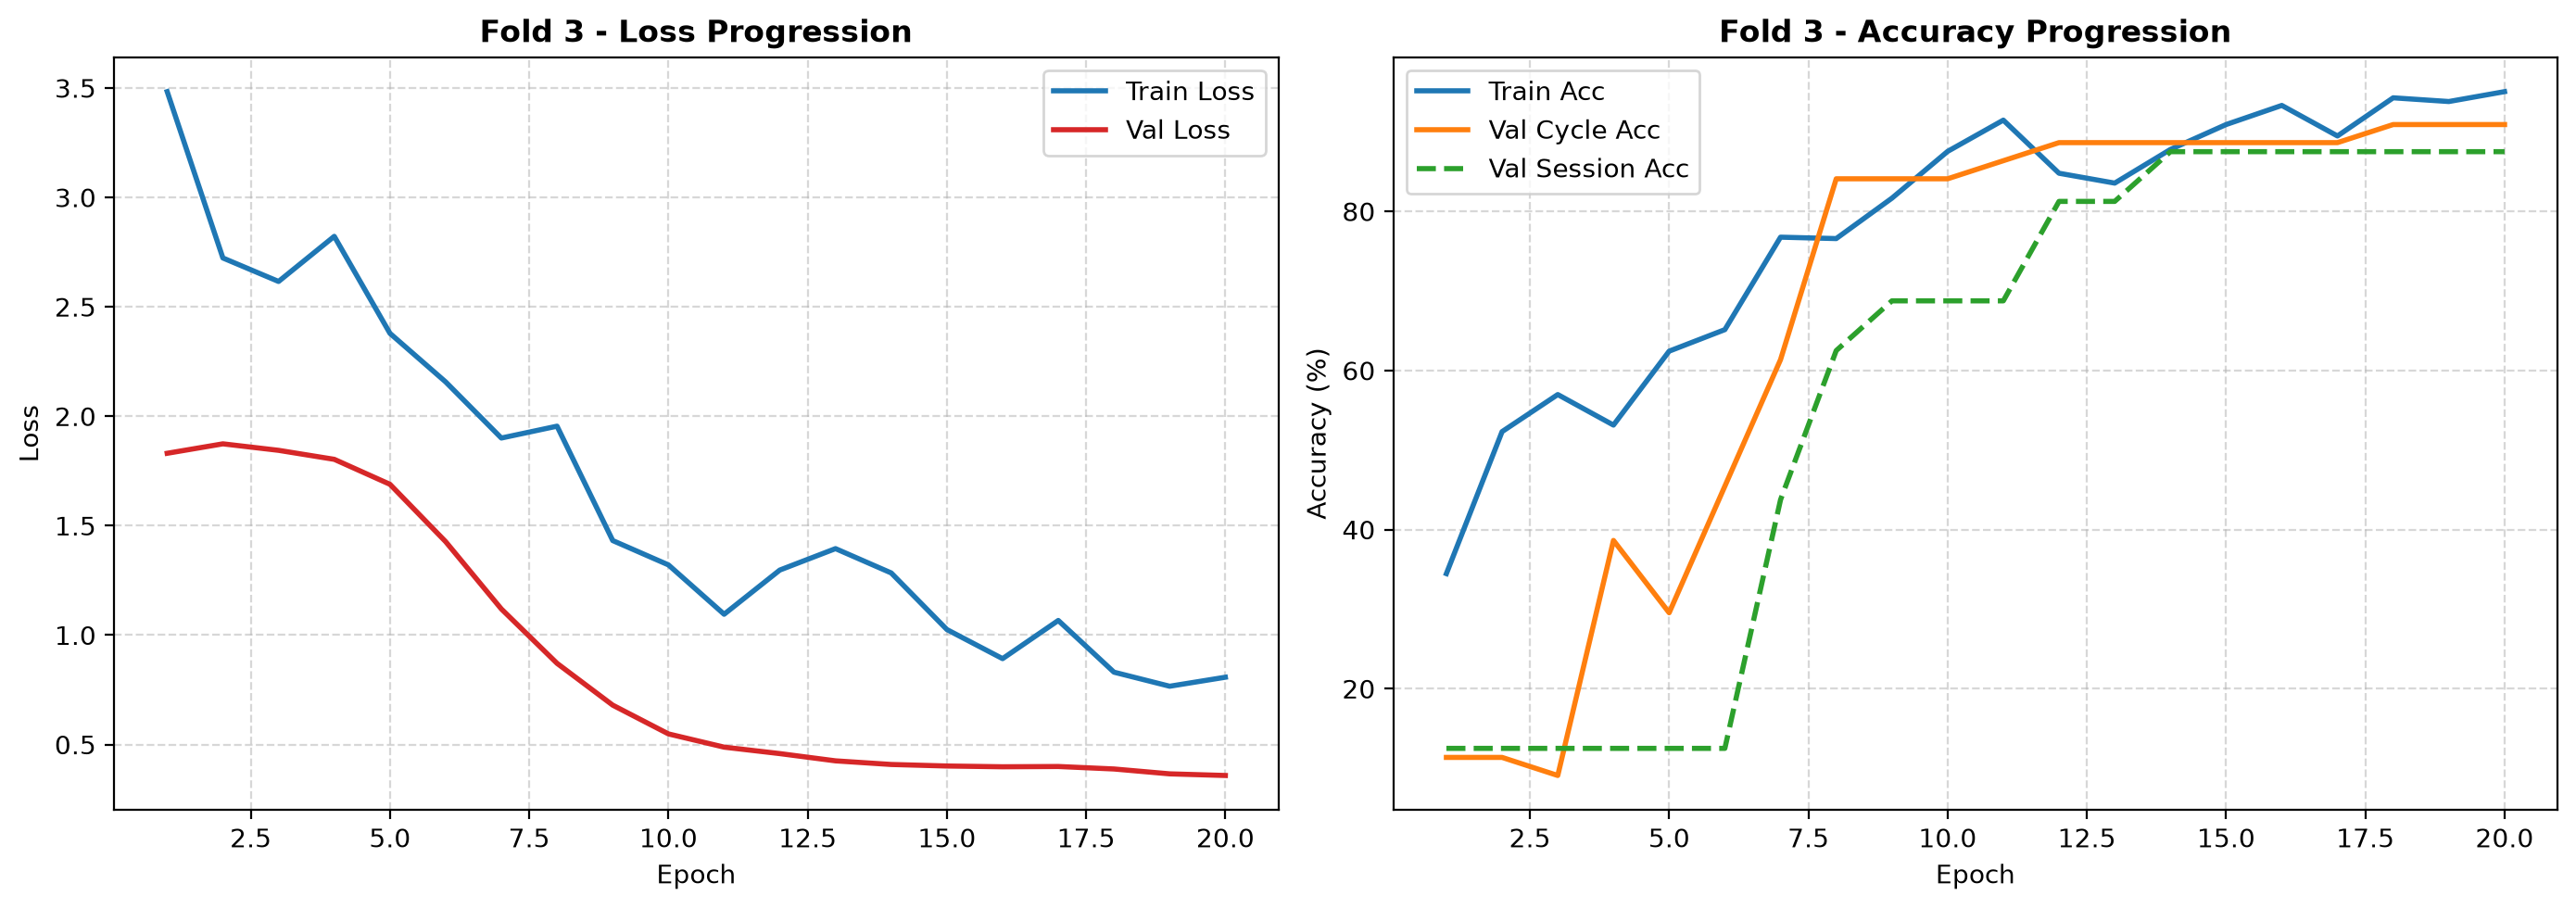 Fold 3 - Loss Progression
Train Loss
Val Loss
3.5
3.0
2.5
2.0
1.5
1.0
0.5
Loss
2.5 5.0 7.5 10.0 12.5 15.0 17.5 20.0
Epoch
Fold 3 - Accuracy Progression
Train Acc
Val Cycle Acc
Val Session Acc
80
60
40
20
Accuracy (%)
2.5 5.0 7.5 10.0 12.5 15.0 17.5 20.0
Epoch